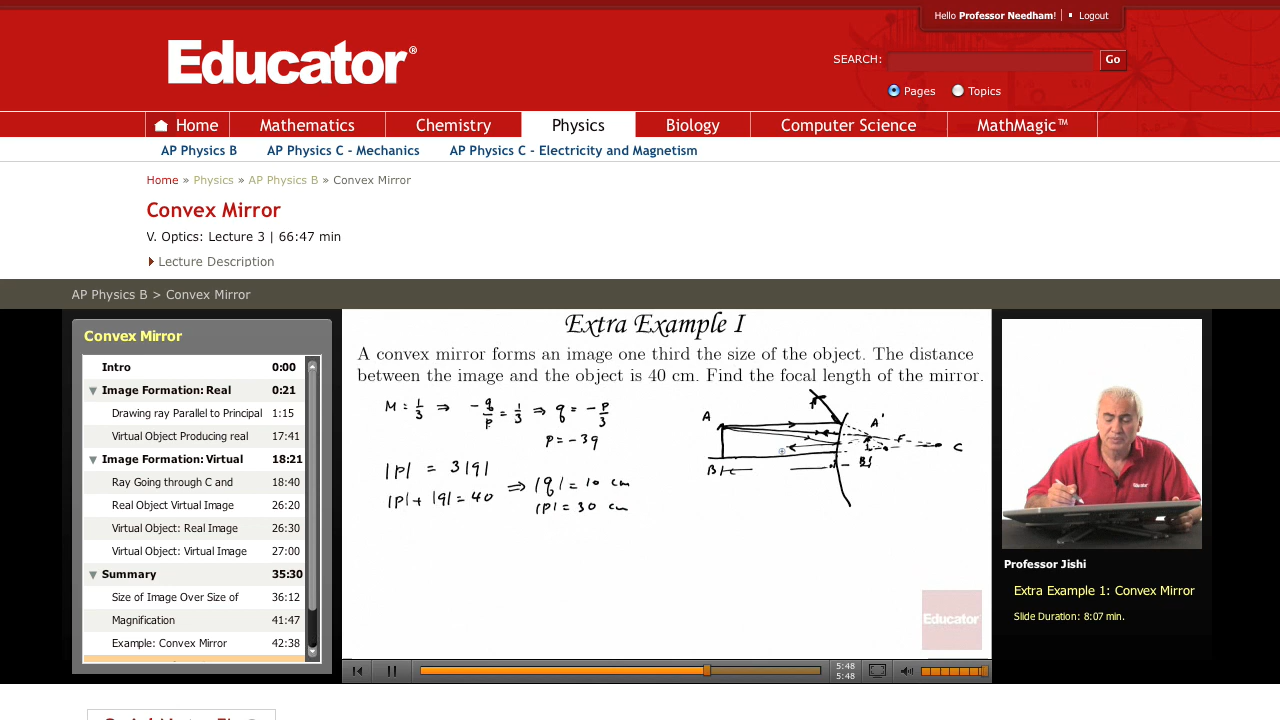 Hello Professor Needham! Logout
Educator®
SEARCH: Go
Pages Topics
Home Mathematics Chemistry Physics Biology Computer Science MathMagic™
AP Physics B AP Physics C - Mechanics AP Physics C - Electricity and Magnetism
Home » Physics » AP Physics B » Convex Mirror
Convex Mirror
V. Optics: Lecture 3 | 66:47 min
Lecture Description
AP Physics B > Convex Mirror
Convex Mirror
Intro 0:00
Image Formation: Real 0:21
Drawing ray Parallel to Principal 1:15
Virtual Object Producing real 17:41
Image Formation: Virtual 18:21
Ray Going through C and 18:40
Real Object Virtual Image 26:20
Virtual Object: Real Image 26:30
Virtual Object: Virtual Image 27:00
Summary 35:30
Size of Image Over Size of 36:12
Magnification 41:47
Example: Convex Mirror 42:38
Extra Example I
A convex mirror forms an image one third the size of the object. The distance
between the image and the object is 40 cm. Find the focal length of the mirror.
M = 1/3 ⇒ -q/p = 1/3 ⇒ q = -p/3
p = -3q
|p| = 3|q|
|p| + |q| = 40 ⇒ |q| = 10 cm
|p| = 30 cm
A A' F C
B B'
Educator
5:48
5:48
Professor Jishi
Extra Example 1: Convex Mirror
Slide Duration: 8:07 min.